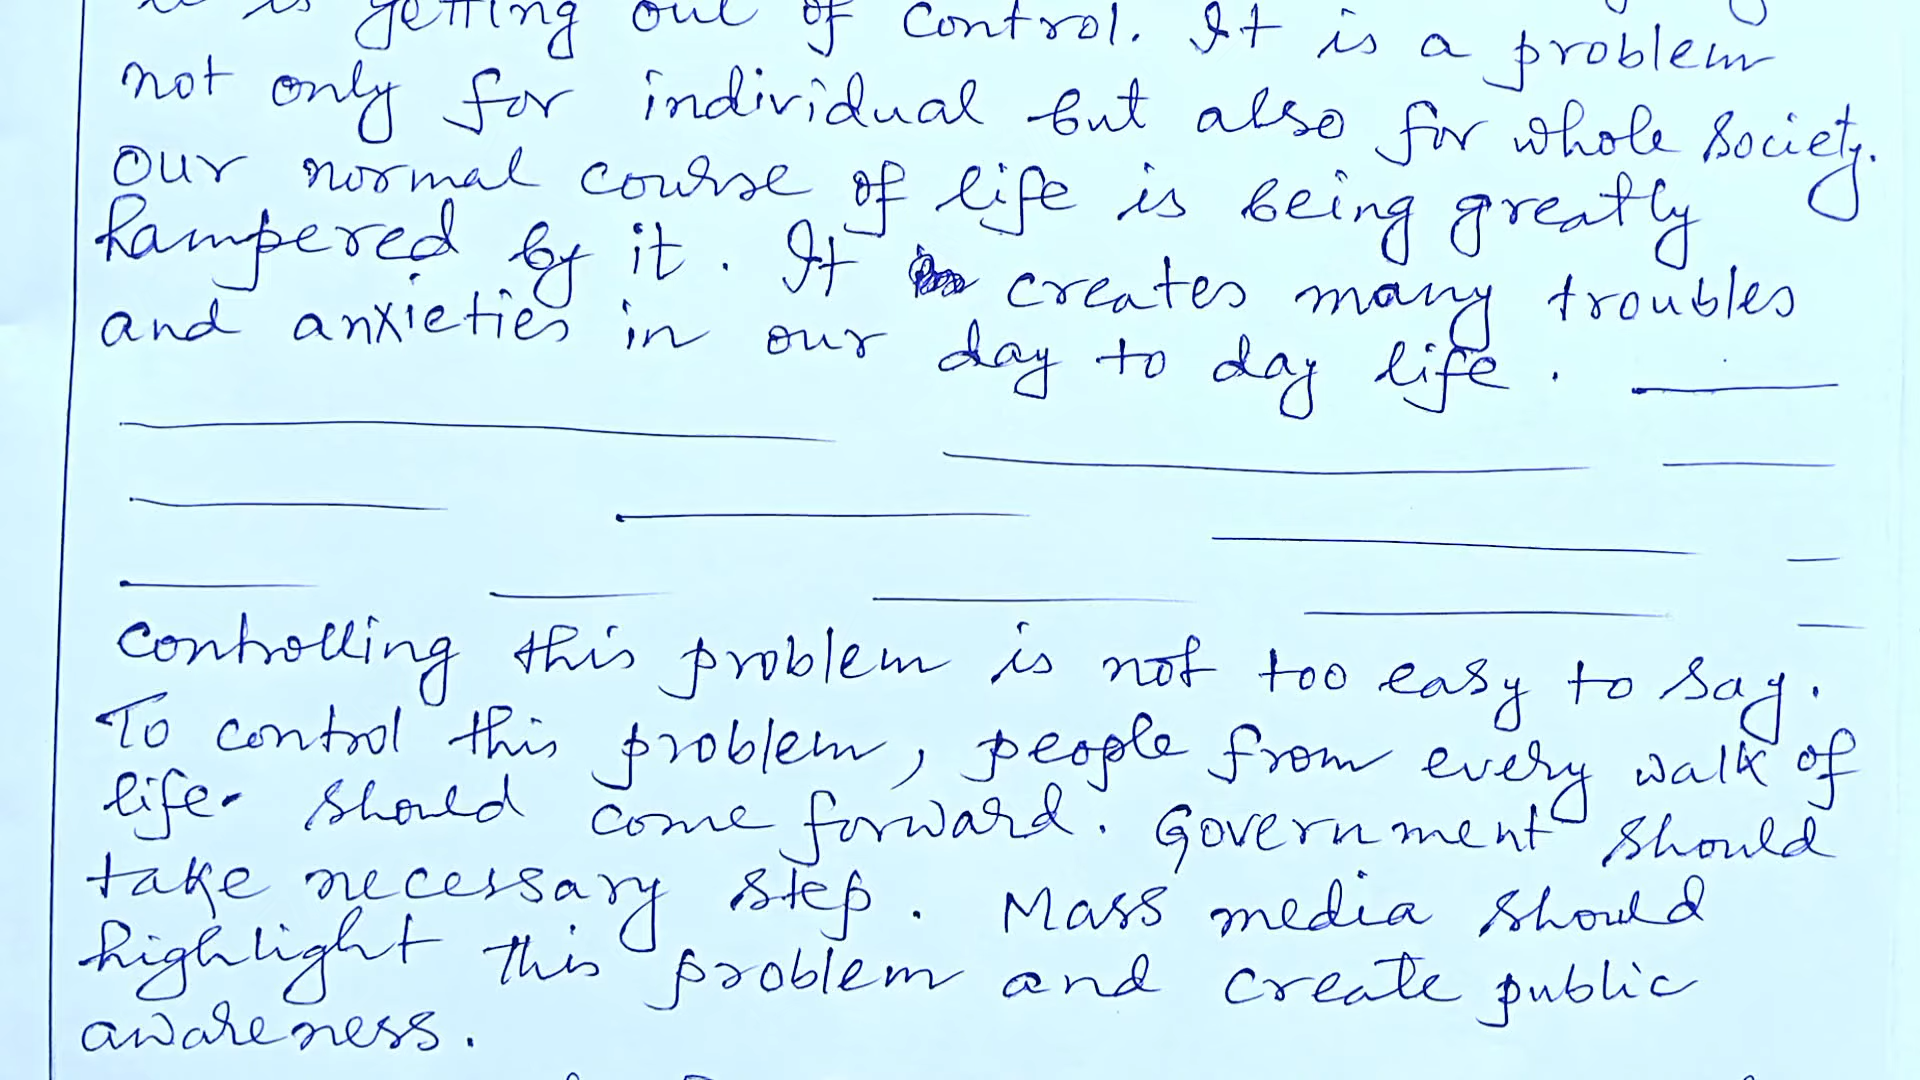 is getting out of control. It is a problem
not only for individual but also for whole society.
Our normal course of life is being greatly
hampered by it. It creates many troubles
and anxieties in our day to day life.
Controlling this problem is not too easy to say.
To control this problem, people from every walk of
life should come forward. Government should
take necessary step. Mass media should
highlight this problem and create public
awareness.